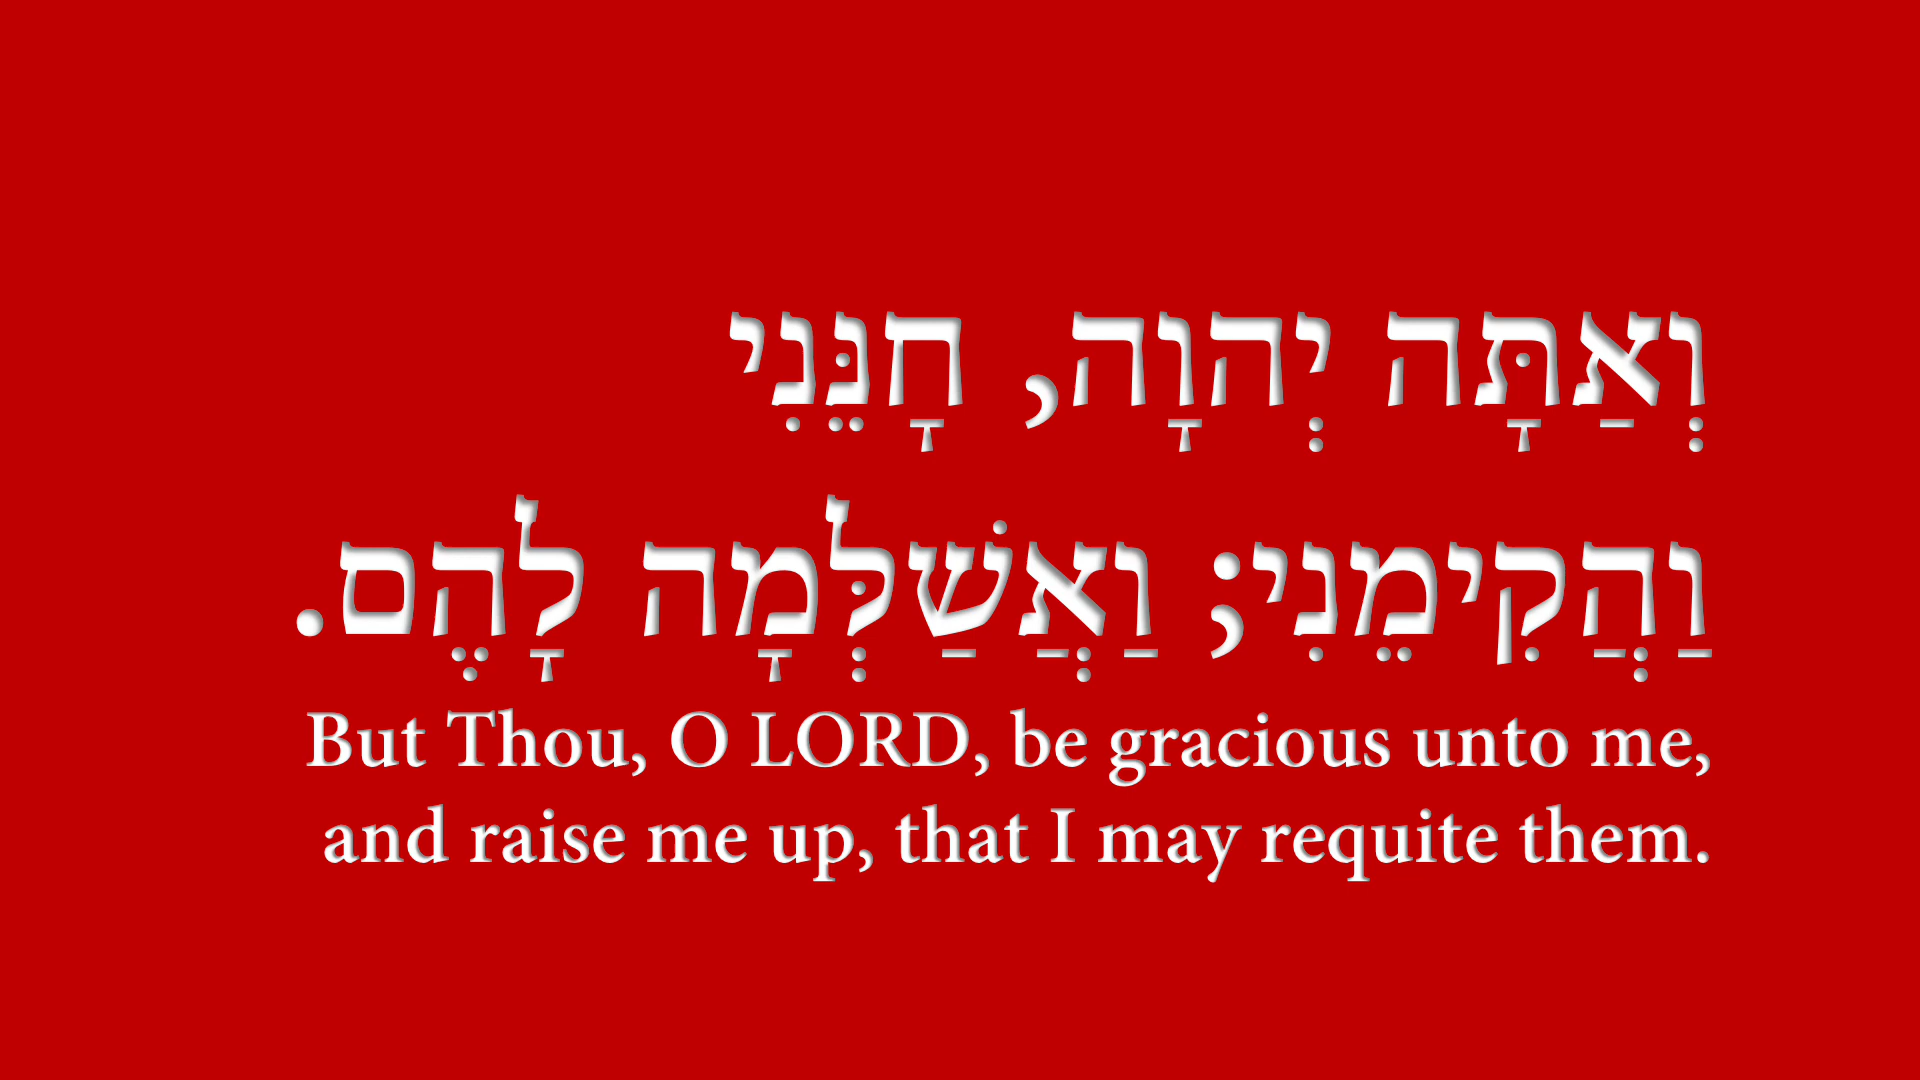 וְאַתָּה יְהוָה, חָנֵּנִי
וַהֲקִימֵנִי; וַאֲשַׁלְּמָה לָהֶם.
But Thou, O LORD, be gracious unto me,
and raise me up, that I may requite them.